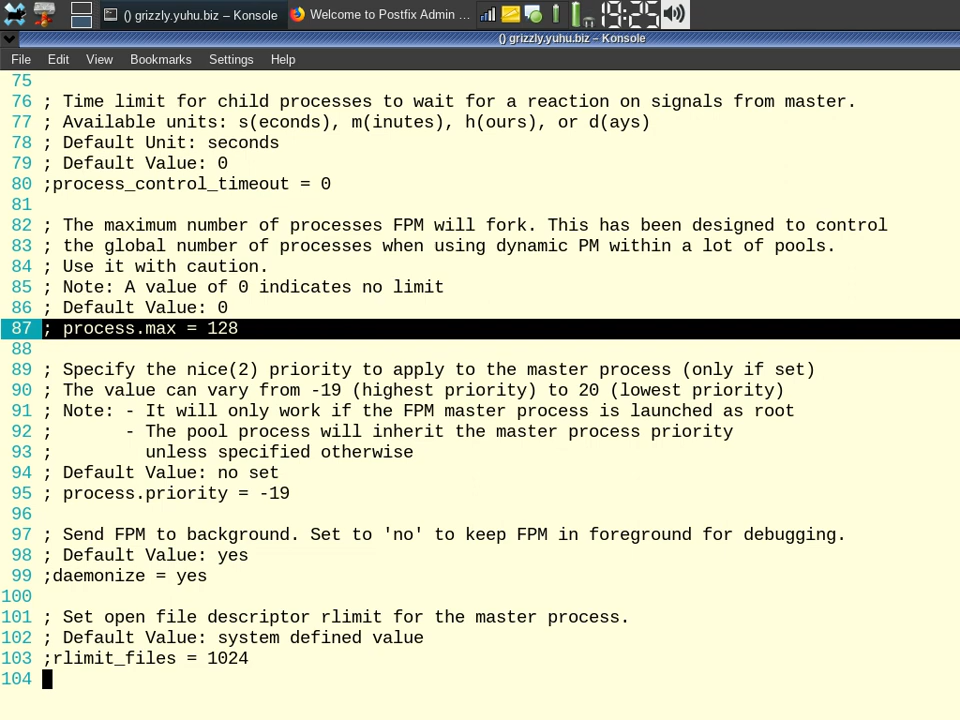 () grizzly.yuhu.biz – Konsole
Welcome to Postfix Admin ...
19:25
() grizzly.yuhu.biz – Konsole
File Edit View Bookmarks Settings Help
75
76 ; Time limit for child processes to wait for a reaction on signals from master.
77 ; Available units: s(econds), m(inutes), h(ours), or d(ays)
78 ; Default Unit: seconds
79 ; Default Value: 0
80 ;process_control_timeout = 0
81
82 ; The maximum number of processes FPM will fork. This has been designed to control
83 ; the global number of processes when using dynamic PM within a lot of pools.
84 ; Use it with caution.
85 ; Note: A value of 0 indicates no limit
86 ; Default Value: 0
87 ; process.max = 128
88
89 ; Specify the nice(2) priority to apply to the master process (only if set)
90 ; The value can vary from -19 (highest priority) to 20 (lowest priority)
91 ; Note: - It will only work if the FPM master process is launched as root
92 ;       - The pool process will inherit the master process priority
93 ;         unless specified otherwise
94 ; Default Value: no set
95 ; process.priority = -19
96
97 ; Send FPM to background. Set to 'no' to keep FPM in foreground for debugging.
98 ; Default Value: yes
99 ;daemonize = yes
100
101 ; Set open file descriptor rlimit for the master process.
102 ; Default Value: system defined value
103 ;rlimit_files = 1024
104